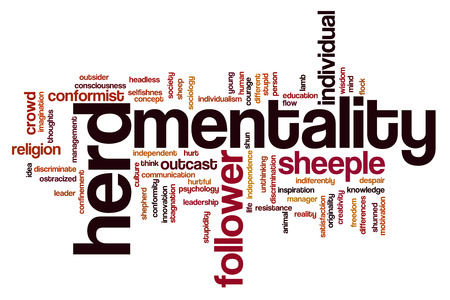 herd
mentality
follower
sheeple
individual
conformist
outcast
religion
crowd
outsider
consciousness
headless
selfishnes
concept
society
sheep
sociology
young
human
courage
different
stupid
person
individualism
education
flow
lamb
wisdom
mind
flock
imagination
thoughts
idea
management
discriminate
ostracized
leader
confinement
independent
hurt
think
culture
communication
hurtful
psychology
shepherd
conformity
innovation
stagnation
leadership
stupidity
shun
independence
life
unthinking
discrimination
resistance
animal
indiferently
inspiration
manager
reality
satisfaction
originality
creativity
despair
knowledge
freedom
differences
shunned
motivation